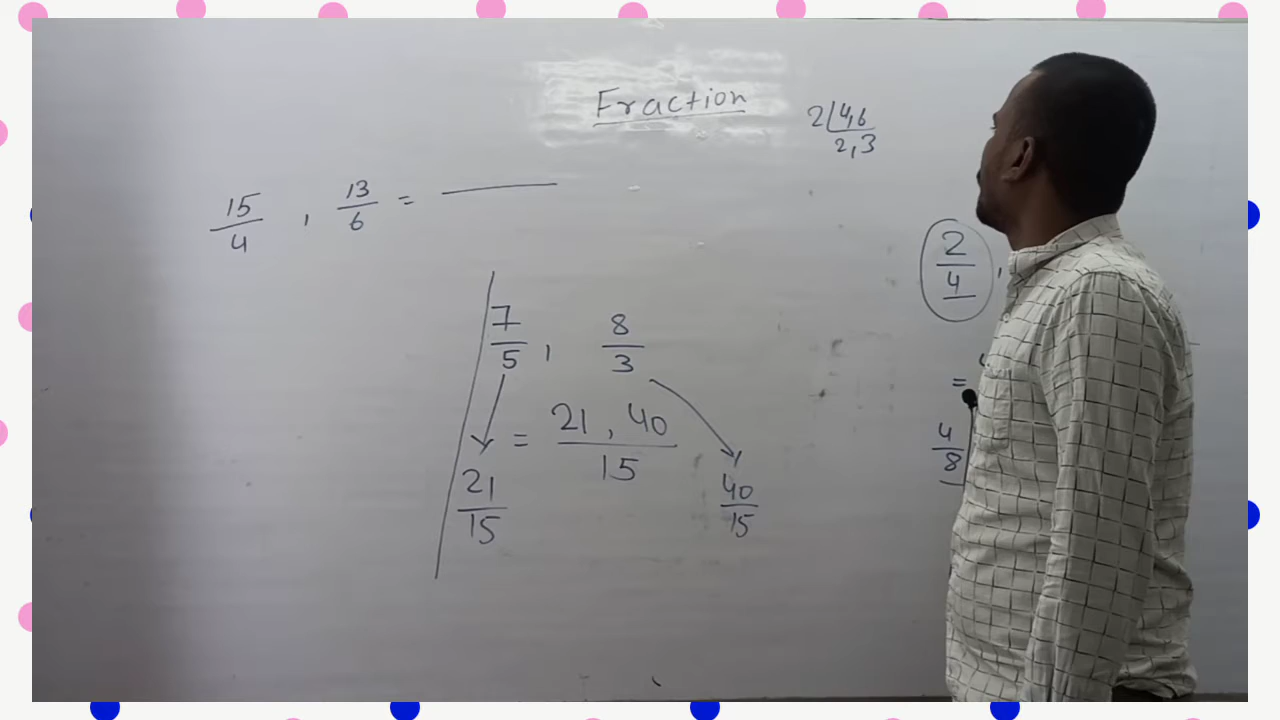 Fraction
2 | 4, 6
2, 3
15/4 , 13/6 =
2/4 ,
7/5 , 8/3
= 21 , 40 / 15
=
4/8
21/15
40/15